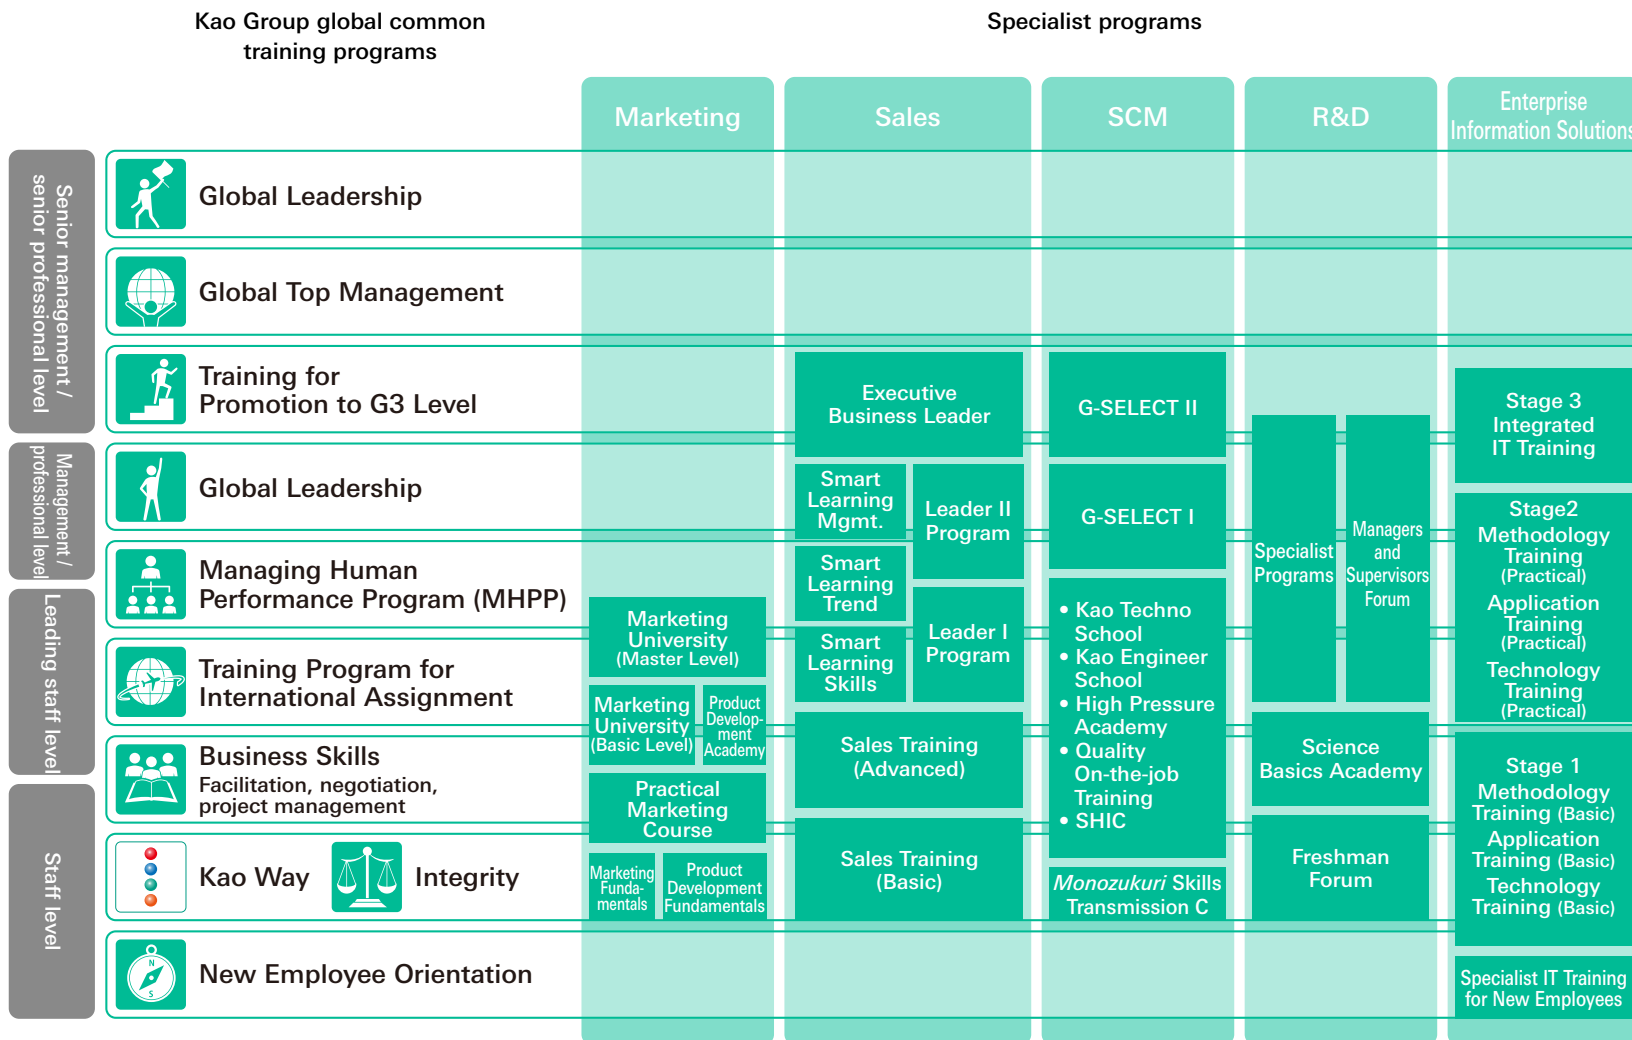 Kao Group global common
training programs
Specialist programs
Marketing
Sales
SCM
R&D
Enterprise
Information Solutions
Senior management /
senior professional level
Management /
professional level
Leading staff level
Staff level
Global Leadership
Global Top Management
Training for
Promotion to G3 Level
Global Leadership
Managing Human
Performance Program (MHPP)
Training Program for
International Assignment
Business Skills
Facilitation, negotiation,
project management
Kao Way
Integrity
N
S
New Employee Orientation
Marketing
University
(Master Level)
Marketing
University
(Basic Level)
Product
Develop-
ment
Academy
Practical
Marketing
Course
Marketing
Funda-
mentals
Product
Development
Fundamentals
Executive
Business Leader
Smart
Learning
Mgmt.
Leader II
Program
Smart
Learning
Trend
Leader I
Program
Smart
Learning
Skills
Sales Training
(Advanced)
Sales Training
(Basic)
G-SELECT II
G-SELECT I
• Kao Techno
School
• Kao Engineer
School
• High Pressure
Academy
• Quality
On-the-job
Training
• SHIC
Monozukuri Skills
Transmission C
Specialist
Programs
Managers
and
Supervisors
Forum
Science
Basics Academy
Freshman
Forum
Stage 3
Integrated
IT Training
Stage2
Methodology
Training
(Practical)
Application
Training
(Practical)
Technology
Training
(Practical)
Stage 1
Methodology
Training (Basic)
Application
Training (Basic)
Technology
Training (Basic)
Specialist IT Training
for New Employees